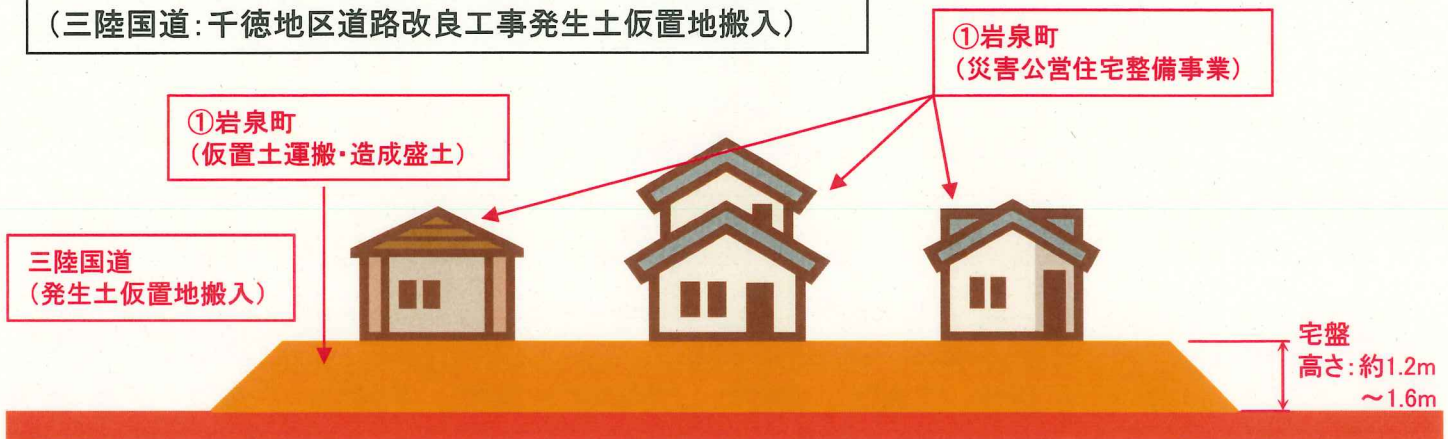 (三陸国道:千徳地区道路改良工事発生土仮置地搬入)
①岩泉町
(災害公営住宅整備事業)
①岩泉町
(仮置土運搬・造成盛土)
三陸国道
(発生土仮置地搬入)
宅盤
高さ:約1.2m
～1.6m